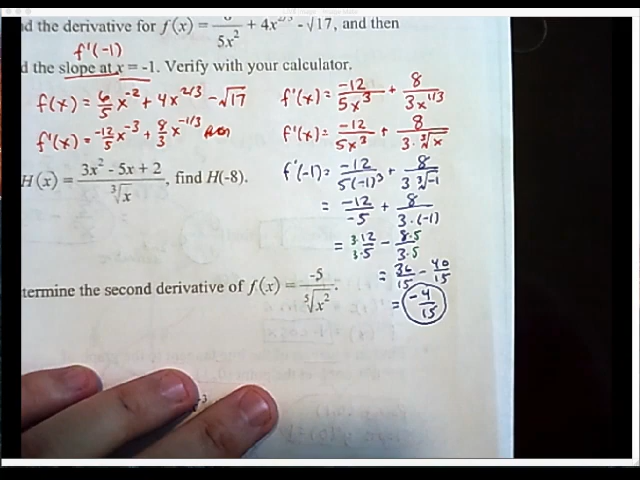 d the derivative for f(x) = 6/5x² + 4x^2/3 - √17, and then
f'(-1)
d the slope at x = -1. Verify with your calculator.
f(x) = 6/5 x^-2 + 4x^2/3 - √17
f'(x) = -12/5 x^-3 + 8/3 x^-1/3
f'(x) = -12/5x³ + 8/3x^1/3
f'(x) = -12/5x³ + 8/3·∛x
f'(-1) = -12/5(-1)³ + 8/3∛-1
= -12/-5 + 8/3·(-1)
= 3·12/3·5 - 8·5/3·5
= 36/15 - 40/15
= -4/15
H(x) = 3x² - 5x + 2/∛x, find H(-8).
termine the second derivative of f(x) = -5/⁵√x².